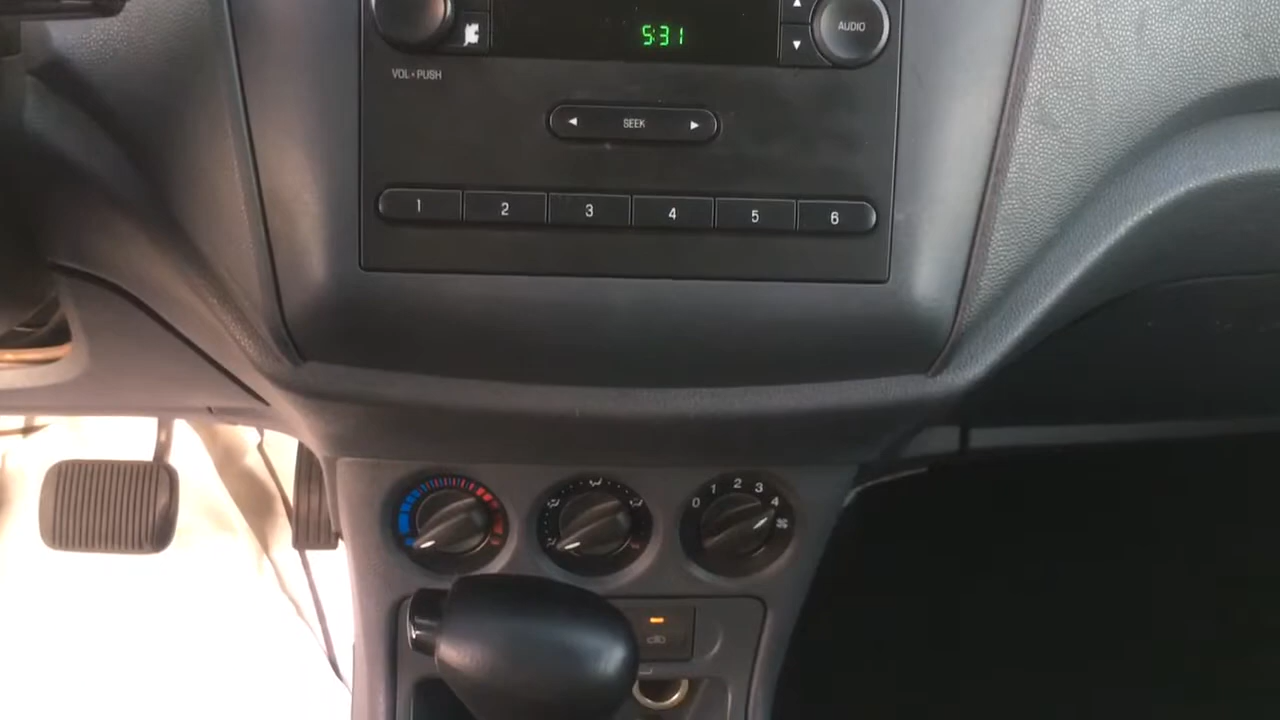 5:31
AUDIO
VOL • PUSH
SEEK
1 2 3 4 5 6
0 1 2 3 4